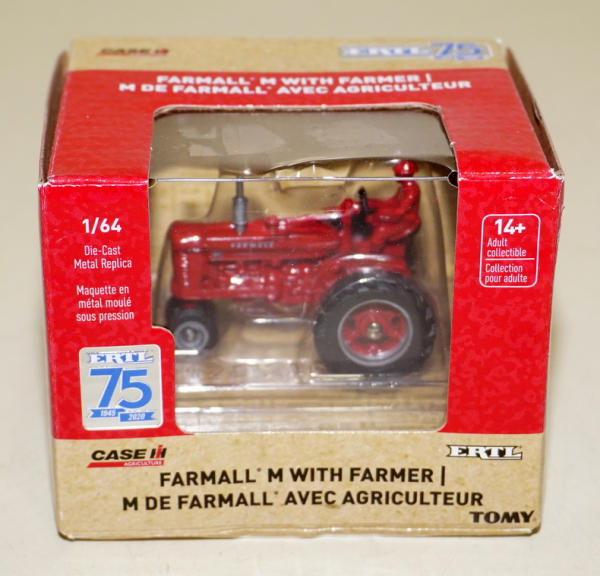 CASE IH
ERTL 75
FARMALL® M WITH FARMER |
M DE FARMALL® AVEC AGRICULTEUR
1/64
Die-Cast
Metal Replica
Maquette en
métal moulé
sous pression
14+
Adult
collectible
Collection
pour adulte
FARMALL
ERTL
75
1945 2020
CASE IH
AGRICULTURE
ERTL
FARMALL® M WITH FARMER |
M DE FARMALL® AVEC AGRICULTEUR
TOMY